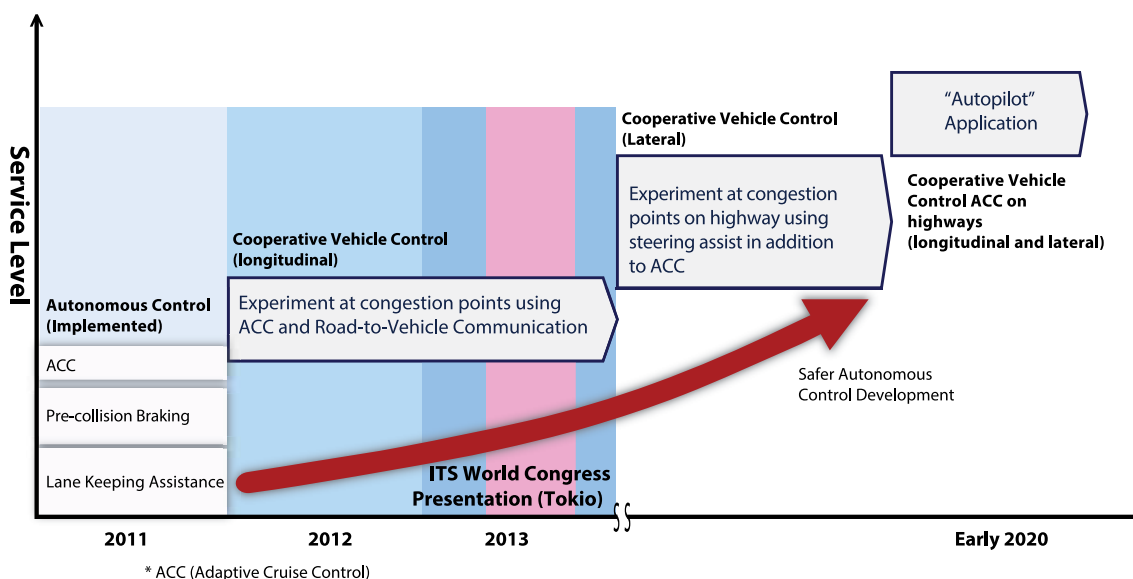 Service Level
"Autopilot"
Application
Cooperative Vehicle Control
(Lateral)
Experiment at congestion
points on highway using
steering assist in addition
to ACC
Cooperative Vehicle
Control ACC on
highways
(longitudinal and lateral)
Cooperative Vehicle Control
(longitudinal)
Experiment at congestion points using
ACC and Road-to-Vehicle Communication
Autonomous Control
(Implemented)
ACC
Pre-collision Braking
Lane Keeping Assistance
Safer Autonomous
Control Development
ITS World Congress
Presentation (Tokio)
2011
2012
2013
Early 2020
* ACC (Adaptive Cruise Control)